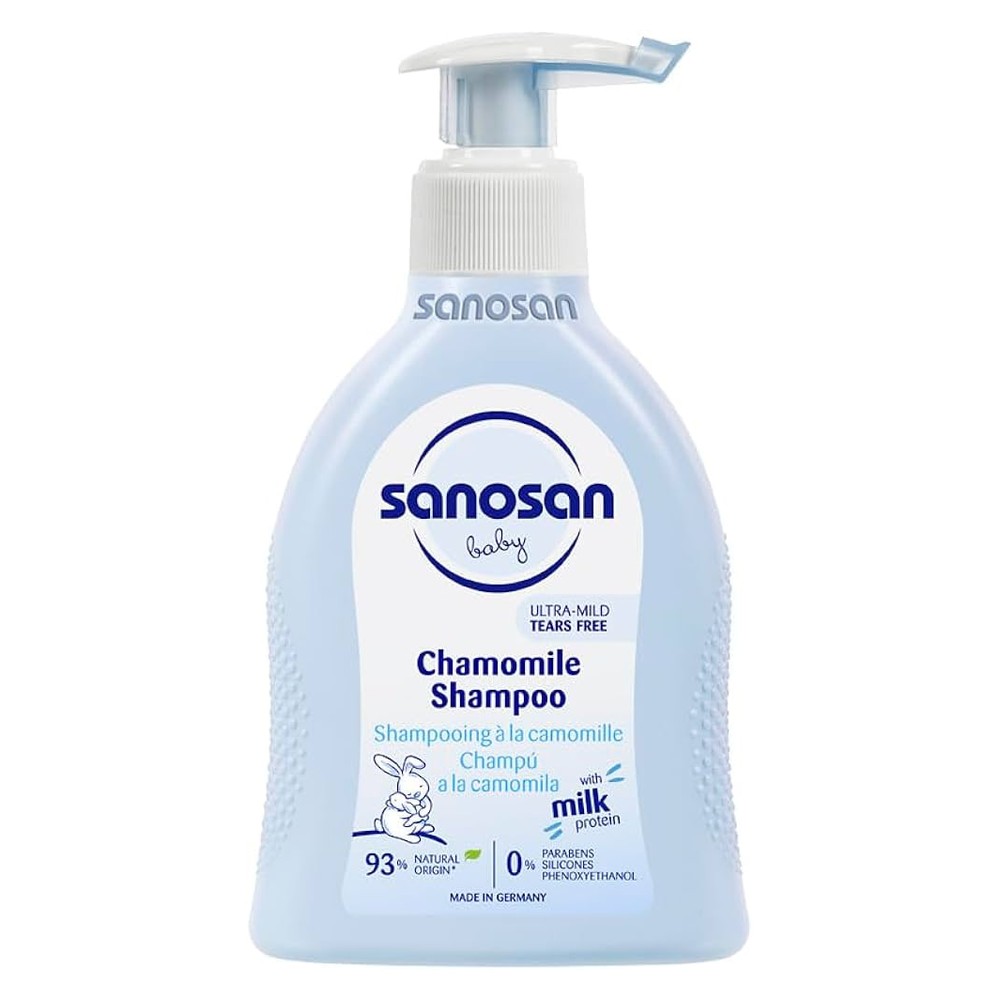 sanosan
sanosan
baby
ULTRA-MILD
TEARS FREE
Chamomile
Shampoo
Shampooing à la camomille
Champú
a la camomila
with
milk
protein
93% NATURAL
ORIGIN*
0% PARABENS
SILICONES
PHENOXYETHANOL
MADE IN GERMANY